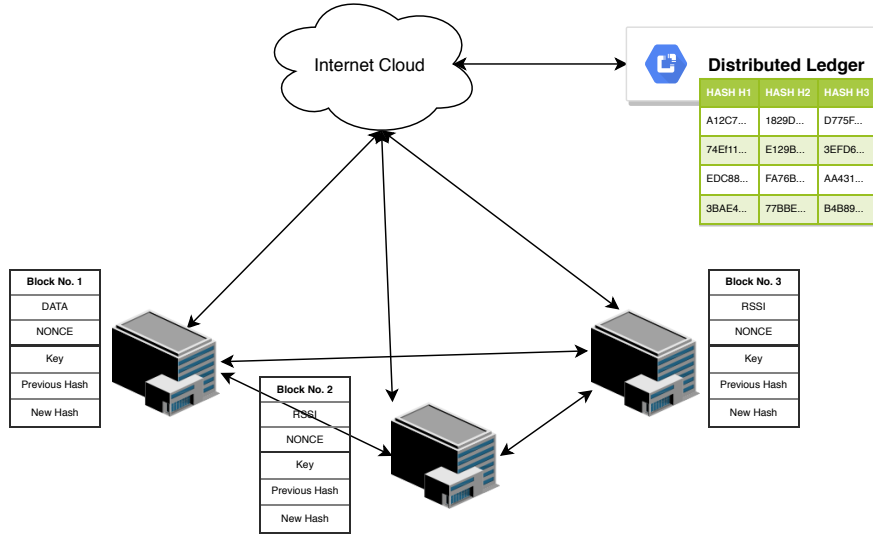 Internet Cloud
Distributed Ledger
HASH H1 HASH H2 HASH H3
A12C7... 1829D... D775F...
74Ef11... E129B... 3EFD6...
EDC88... FA76B... AA431...
3BAE4... 77BBE... B4B89...
Block No. 1
DATA
NONCE
Key
Previous Hash
New Hash
Block No. 2
RSSI
NONCE
Key
Previous Hash
New Hash
Block No. 3
RSSI
NONCE
Key
Previous Hash
New Hash